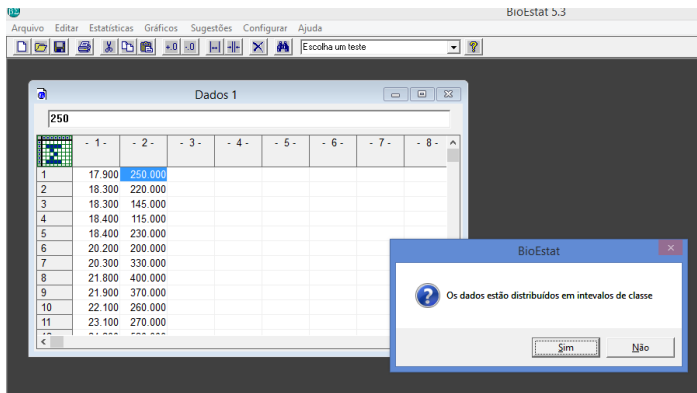 BioEstat 5.3
Arquivo Editar Estatísticas Gráficos Sugestões Configurar Ajuda
+.0 -.0 Escolha um teste
Dados 1
250
- 1 - - 2 - - 3 - - 4 - - 5 - - 6 - - 7 - - 8 -
1 17.900 250.000
2 18.300 220.000
3 18.300 145.000
4 18.400 115.000
5 18.400 230.000
6 20.200 200.000
7 20.300 330.000
8 21.800 400.000
9 21.900 370.000
10 22.100 260.000
11 23.100 270.000
BioEstat
Os dados estão distribuídos em intevalos de classe
Sim Não